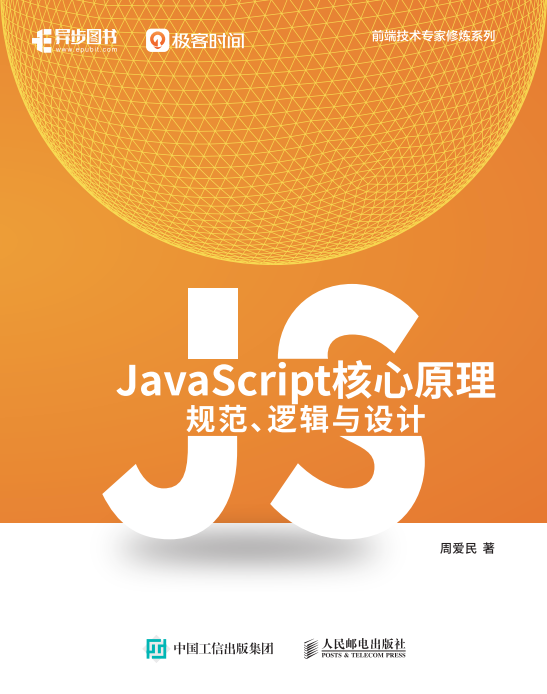 异步图书
www.epubit.com
极客时间
前端技术专家修炼系列
JS
JavaScript核心原理
规范、逻辑与设计
周爱民 著
中国工信出版集团
人民邮电出版社
POSTS & TELECOM PRESS